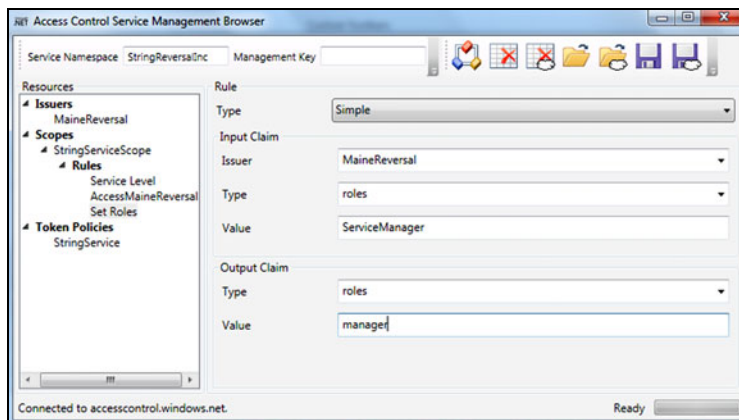 .NET Access Control Service Management Browser
Service Namespace StringReversalInc Management Key
Resources
Issuers
MaineReversal
Scopes
StringServiceScope
Rules
Service Level
AccessMaineReversal
Set Roles
Token Policies
StringService
Rule
Type Simple
Input Claim
Issuer MaineReversal
Type roles
Value ServiceManager
Output Claim
Type roles
Value manager
Connected to accesscontrol.windows.net. Ready